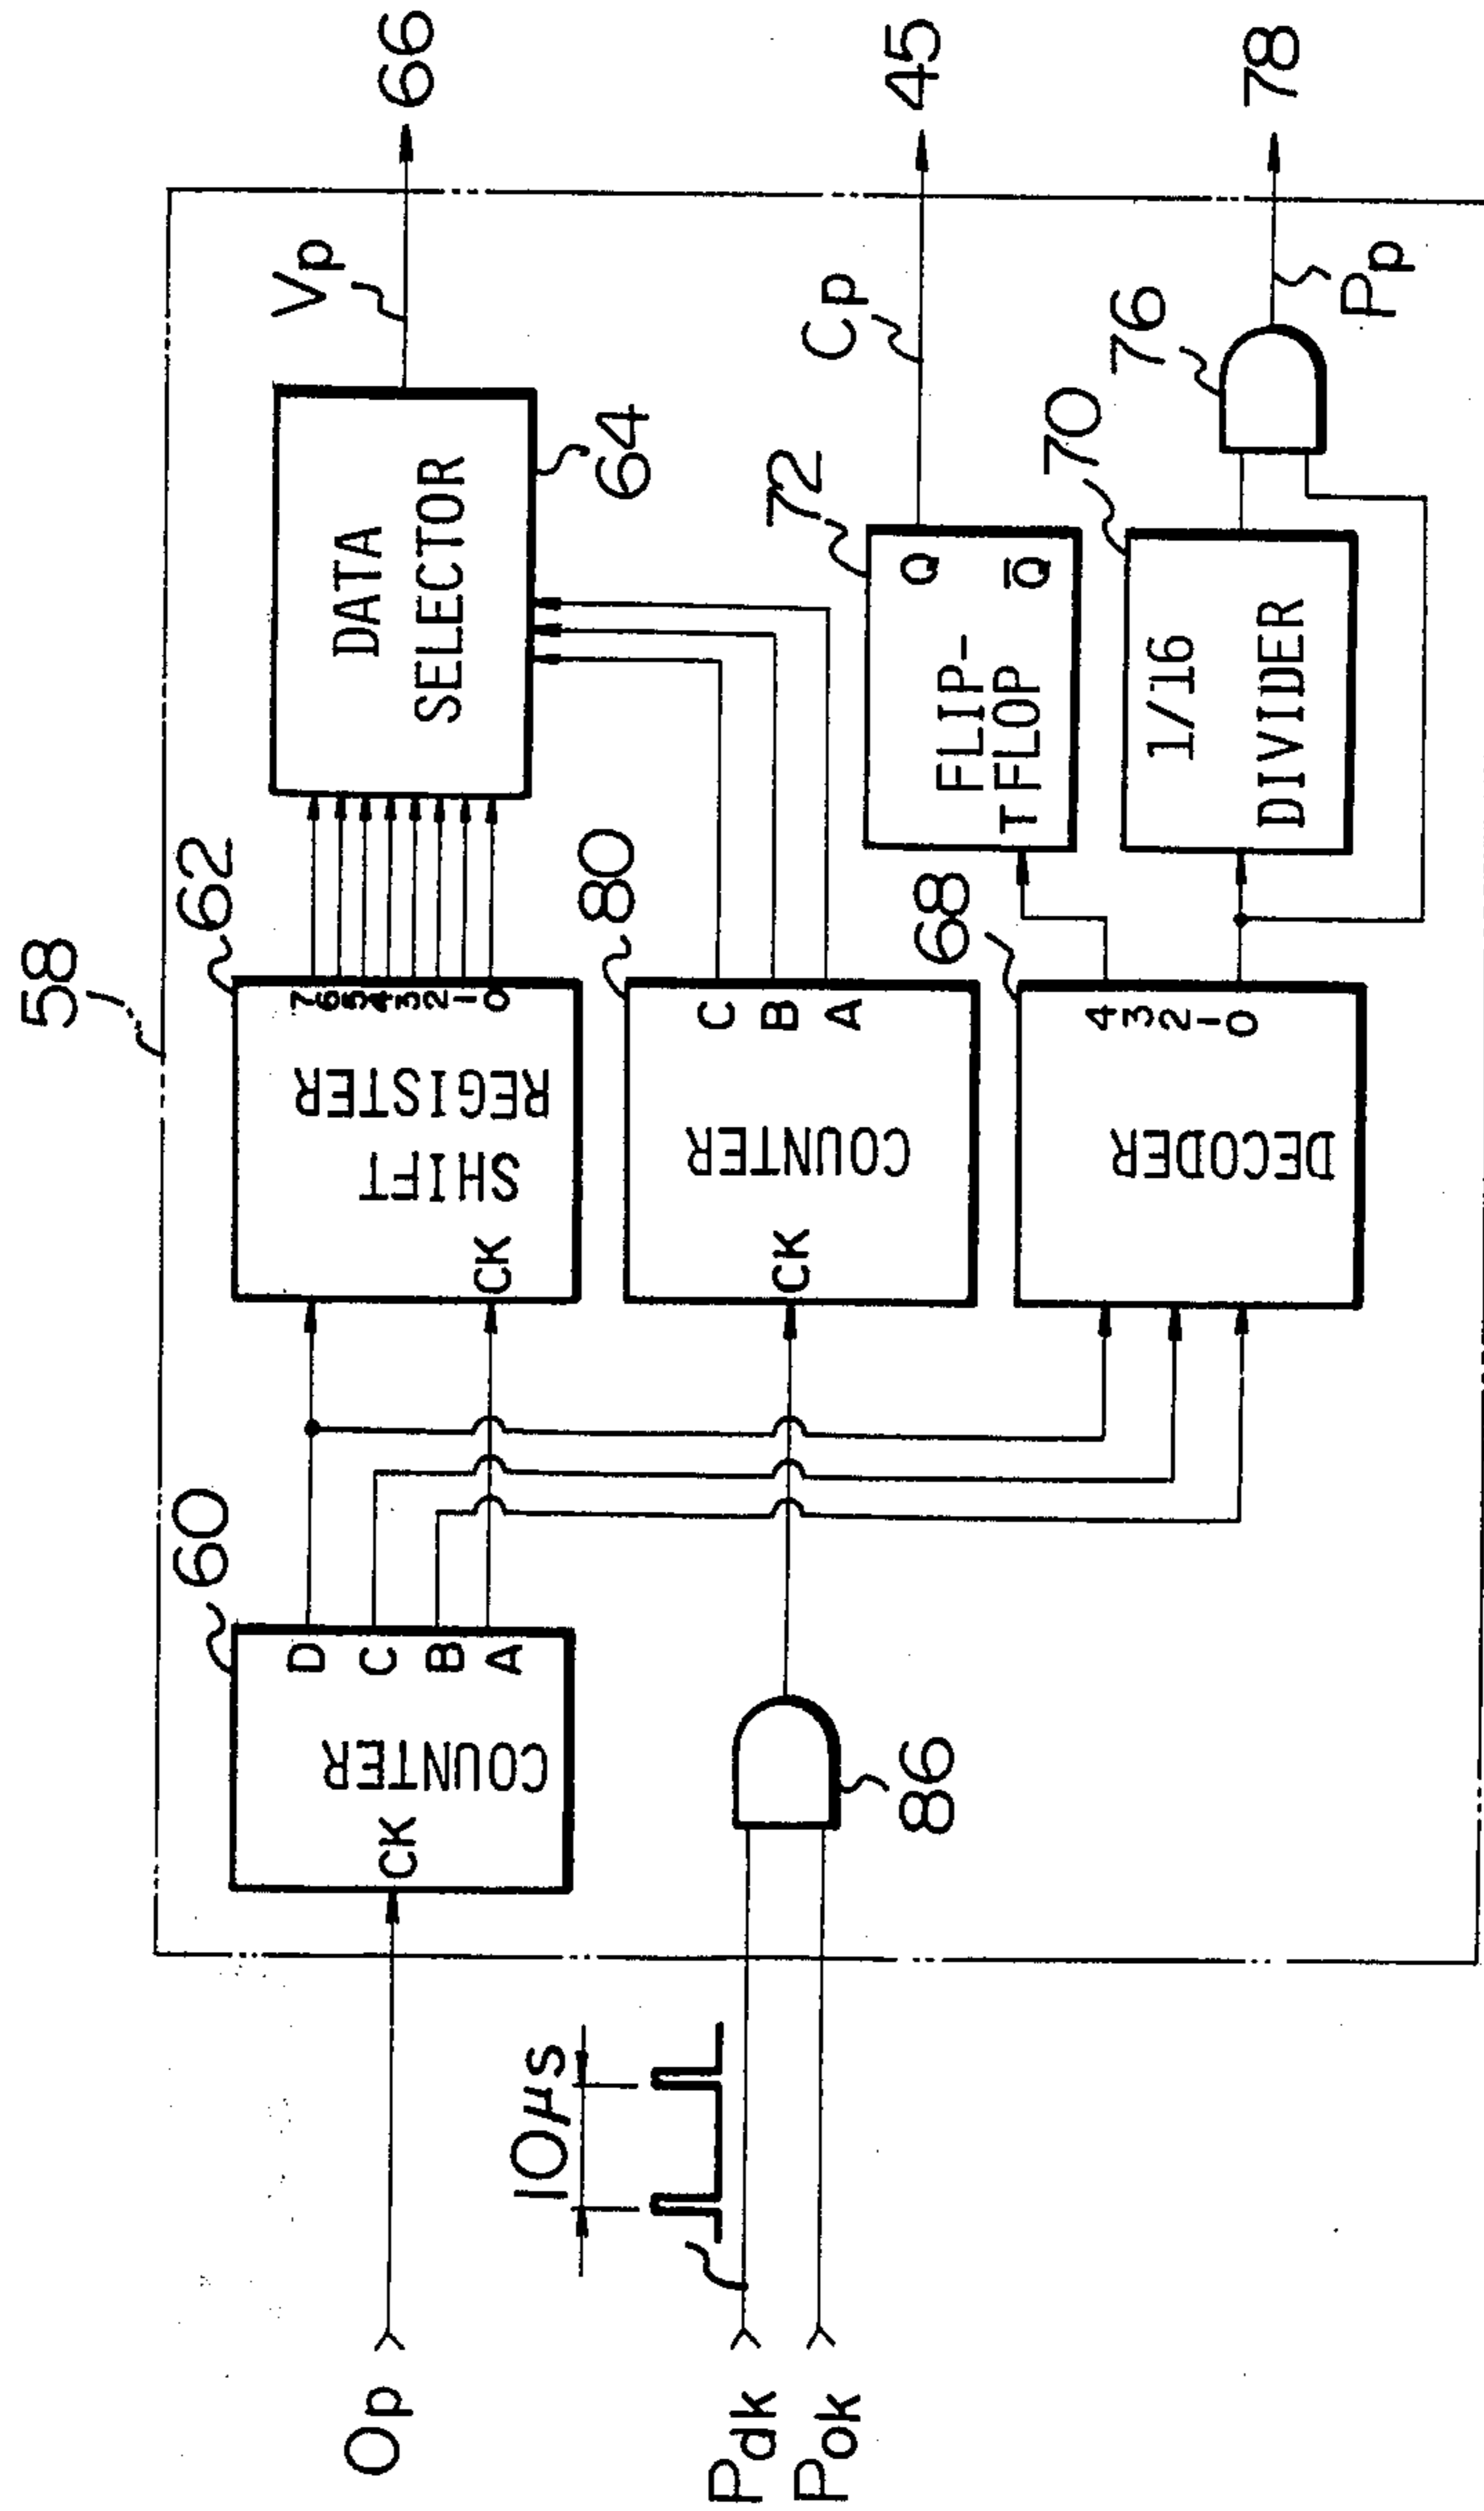 58
60
COUNTER
CK
D
C
B
A
62
SHIFT
REGISTER
CK
7
6
5
4
3
2
1
0
DATA
SELECTOR
64
Vp
66
Op
10μs
Pdk
Pok
86
80
COUNTER
CK
C
B
A
68
DECODER
4
3
2
1
0
72
FLIP-
FLOP
T
Q
Q̅
Cp
45
70
1/16
DIVIDER
76
Pp
78